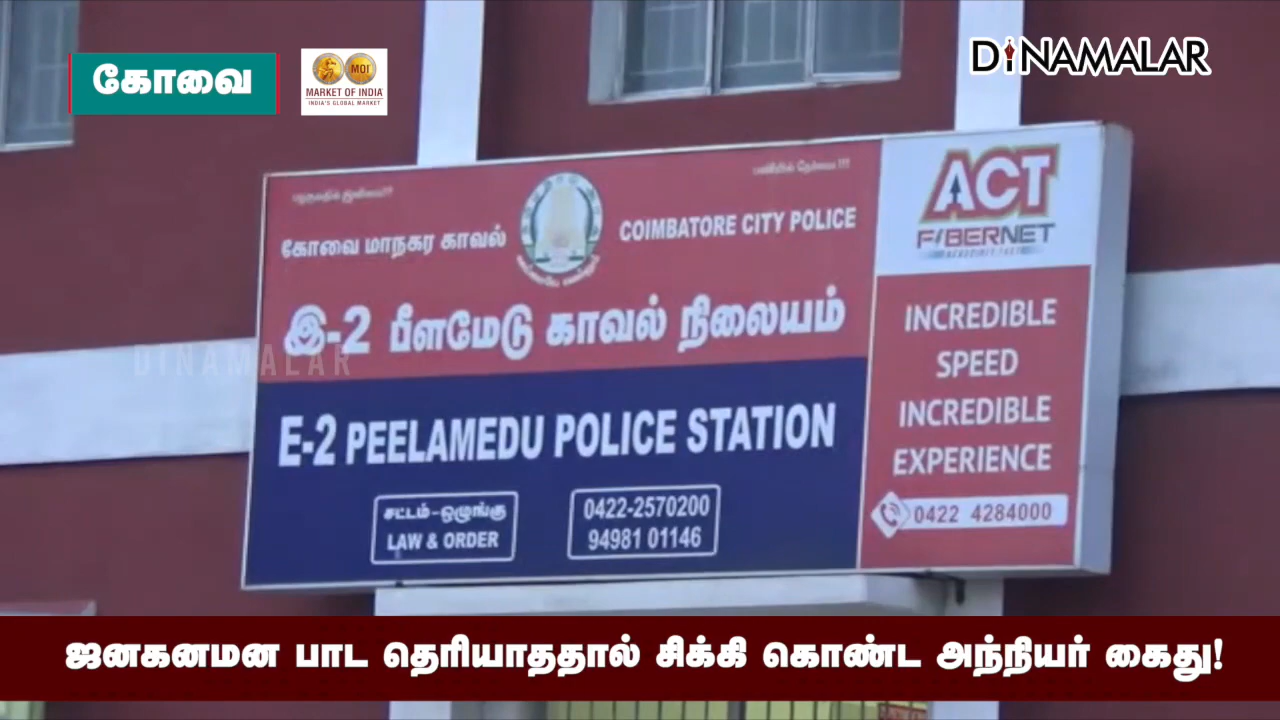 கோவை
MOI
MARKET OF INDIA
INDIA'S GLOBAL MARKET
DINAMALAR
கோவை மாநகர காவல்
COIMBATORE CITY POLICE
இ-2 பீளமேடு காவல் நிலையம்
E-2 PEELAMEDU POLICE STATION
சட்டம்-ஒழுங்கு
LAW & ORDER
0422-2570200
94981 01146
ACT
FIBERNET
INCREDIBLE
SPEED
INCREDIBLE
EXPERIENCE
0422 4284000
DINAMALAR
ஜனகனமன பாட தெரியாததால் சிக்கி கொண்ட அந்நியர் கைது!